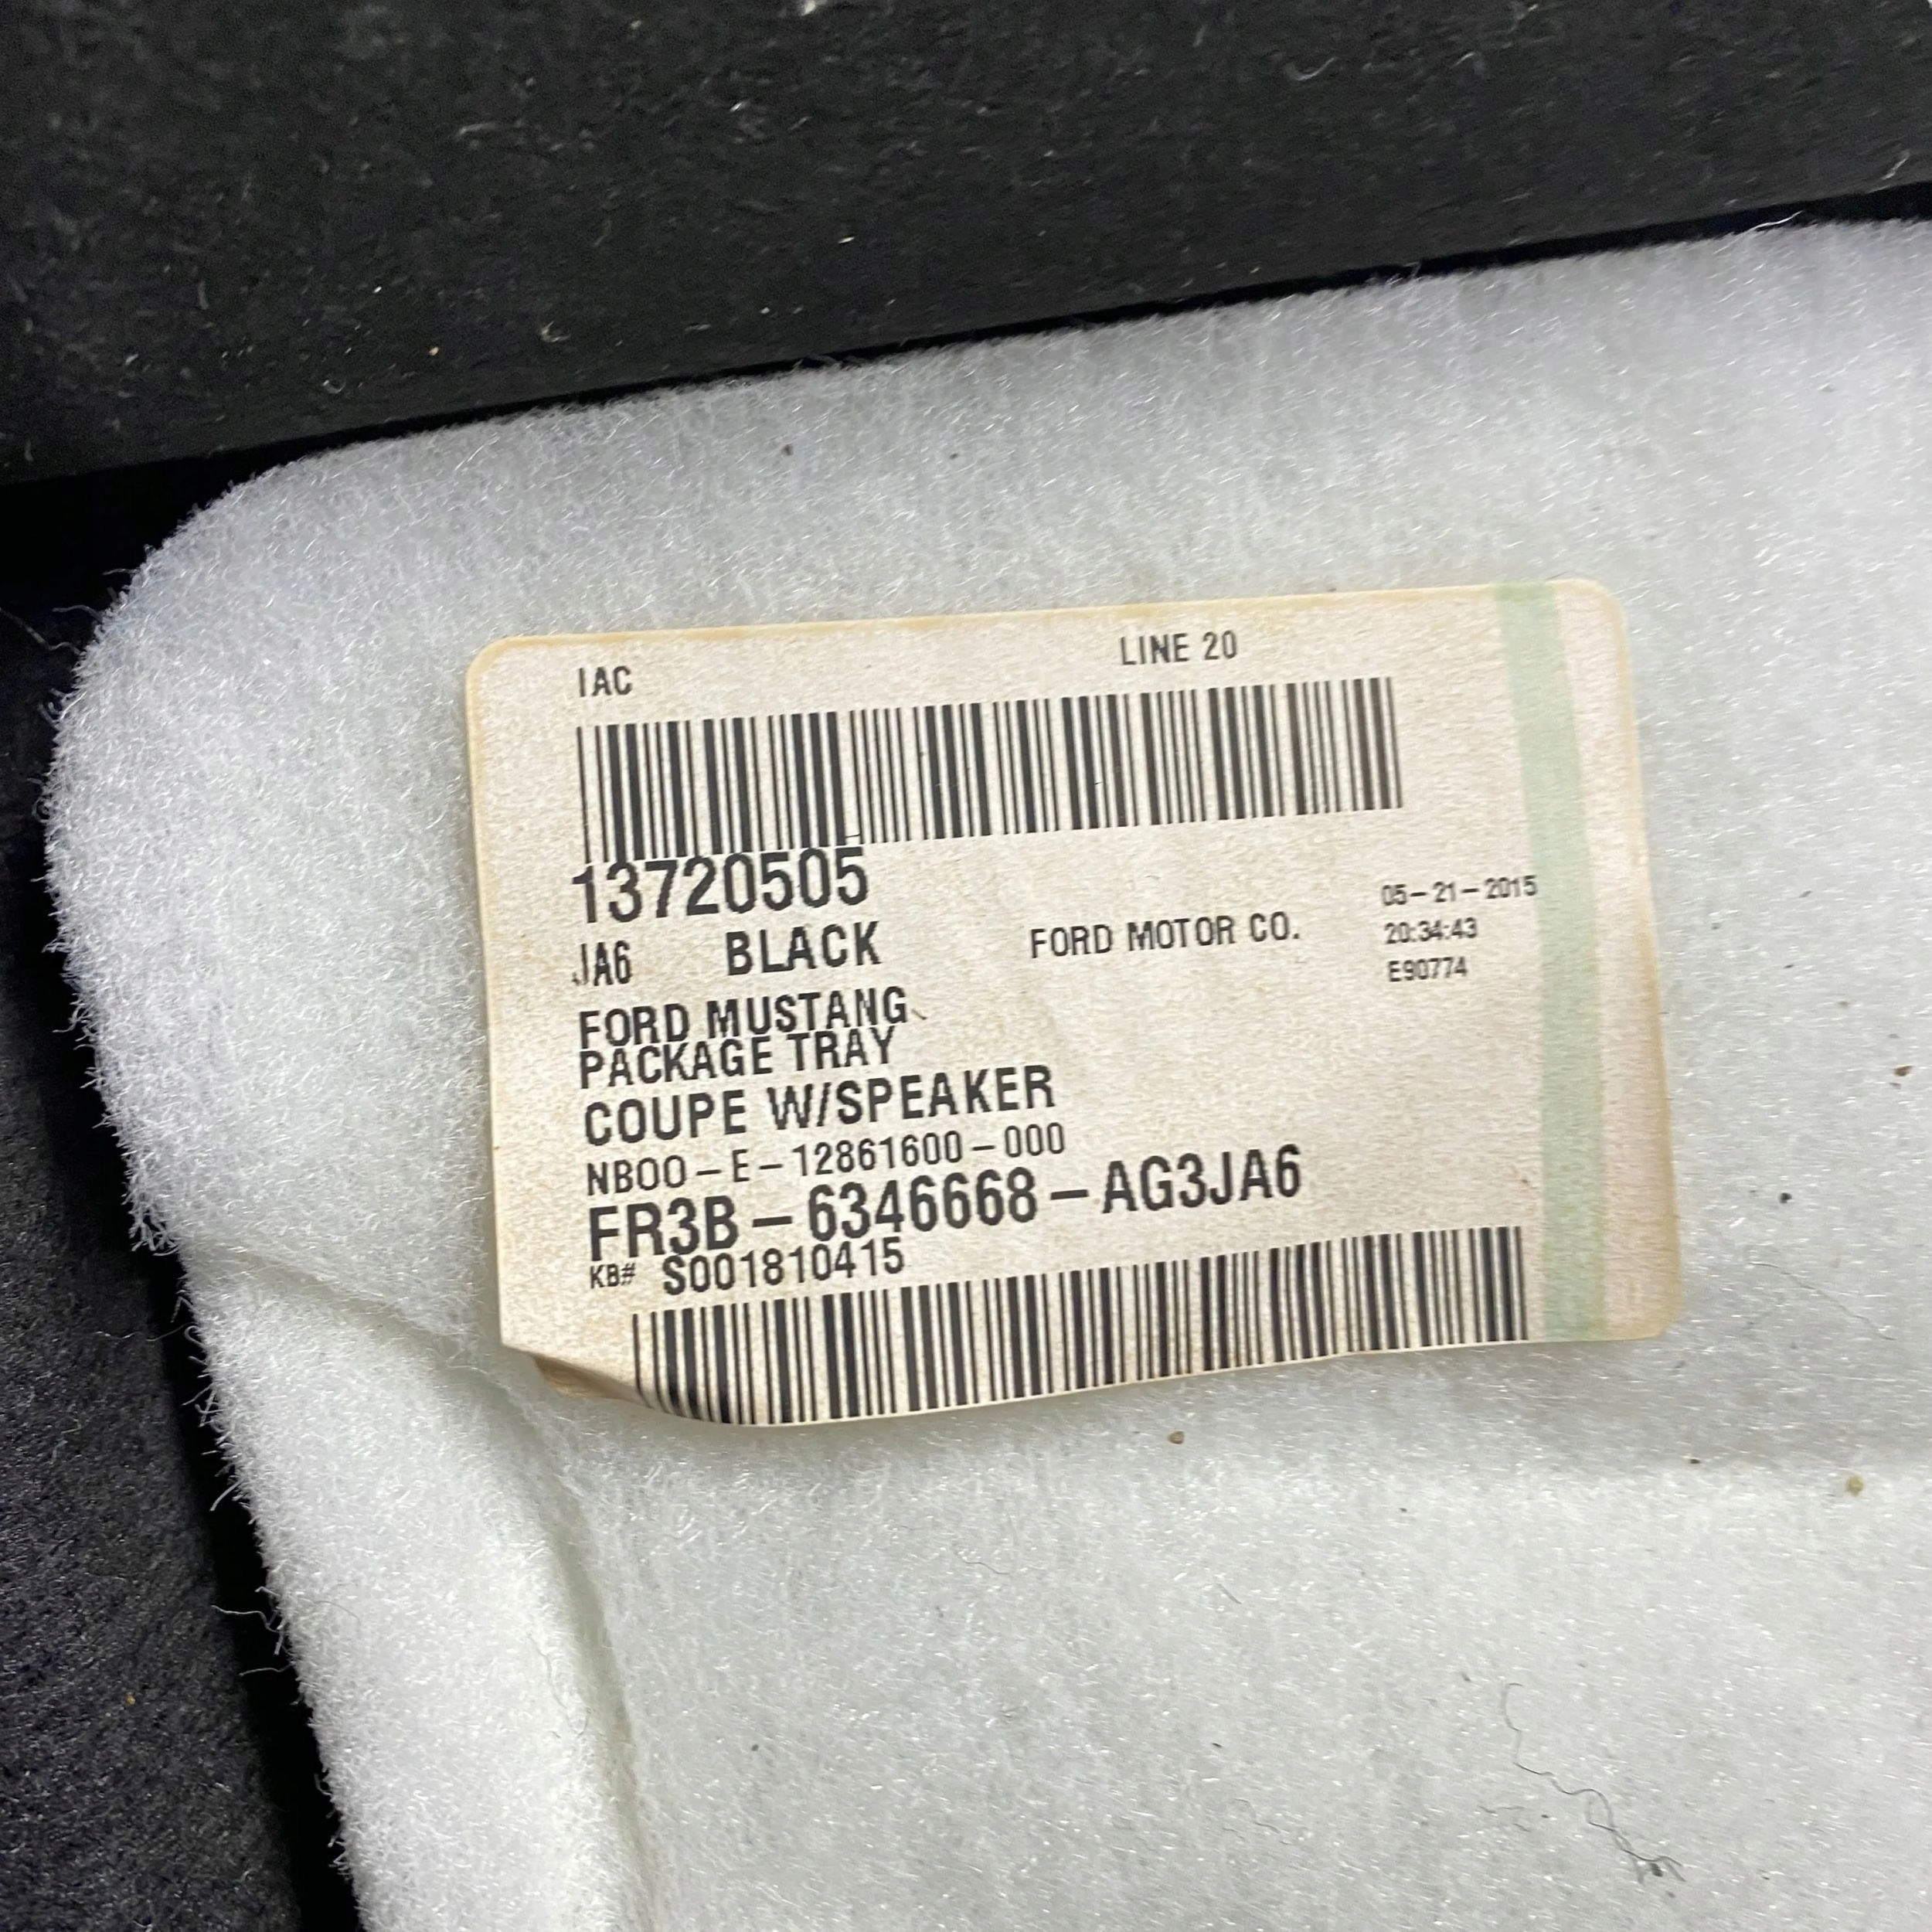 IAC LINE 20
13720505
JA6 BLACK FORD MOTOR CO.
05-21-2015
20:34:43
E90774
FORD MUSTANG
PACKAGE TRAY
COUPE W/SPEAKER
NB00-E-12861600-000
FR3B-6346668-AG3JA6
KB# S001810415